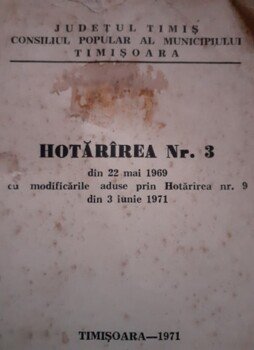 JUDEȚUL TIMIȘ
CONSILIUL POPULAR AL MUNICIPIULUI
TIMIȘOARA
HOTĂRÎREA Nr. 3
din 22 mai 1969
cu modificările aduse prin Hotărîrea nr. 9
din 3 iunie 1971
TIMIȘOARA—1971